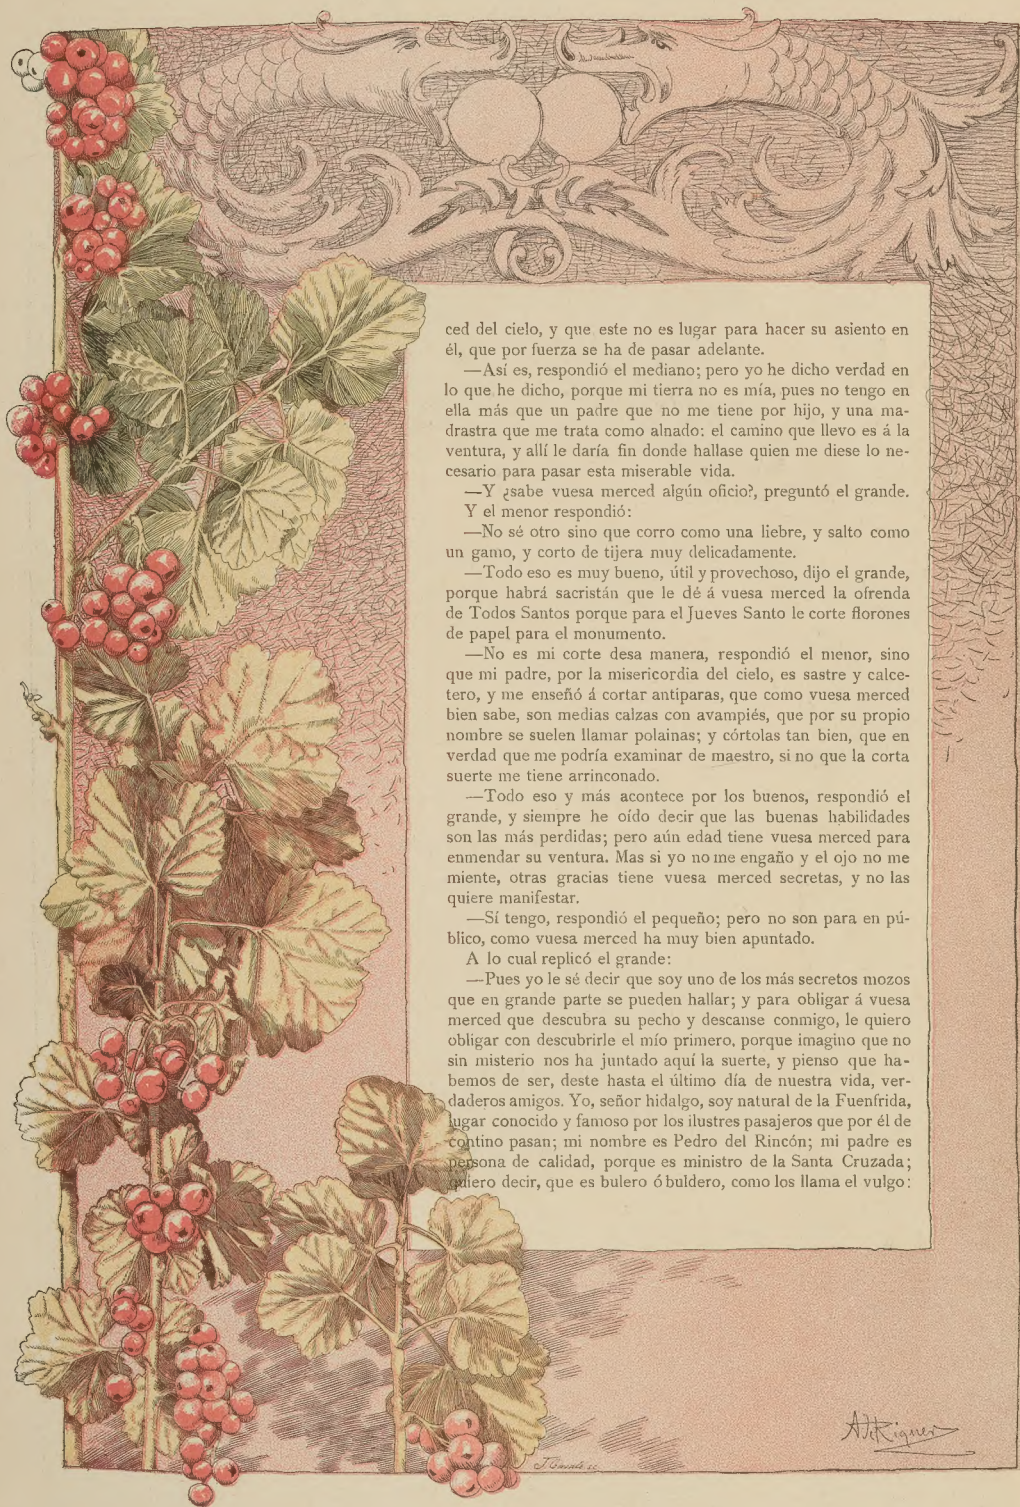 ced del cielo, y que este no es lugar para hacer su asiento en
él, que por fuerza se ha de pasar adelante.
—Así es, respondió el mediano; pero yo he dicho verdad en
lo que he dicho, porque mi tierra no es mía, pues no tengo en
ella más que un padre que no me tiene por hijo, y una ma-
drastra que me trata como alnado: el camino que llevo es á la
ventura, y allí le daría fin donde hallase quien me diese lo ne-
cesario para pasar esta miserable vida.
—Y ¿sabe vuesa merced algún oficio?, preguntó el grande.
Y el menor respondió:
—No sé otro sino que corro como una liebre, y salto como
un gamo, y corto de tijera muy delicadamente.
—Todo eso es muy bueno, útil y provechoso, dijo el grande,
porque habrá sacristán que le dé á vuesa merced la ofrenda
de Todos Santos porque para el Jueves Santo le corte florones
de papel para el monumento.
—No es mi corte desa manera, respondió el menor, sino
que mi padre, por la misericordia del cielo, es sastre y calce-
tero, y me enseñó á cortar antiparas, que como vuesa merced
bien sabe, son medias calzas con avampiés, que por su propio
nombre se suelen llamar polainas; y córtolas tan bien, que en
verdad que me podría examinar de maestro, si no que la corta
suerte me tiene arrinconado.
—Todo eso y más acontece por los buenos, respondió el
grande, y siempre he oído decir que las buenas habilidades
son las más perdidas; pero aún edad tiene vuesa merced para
enmendar su ventura. Mas si yo no me engaño y el ojo no me
miente, otras gracias tiene vuesa merced secretas, y no las
quiere manifestar.
—Sí tengo, respondió el pequeño; pero no son para en pú-
blico, como vuesa merced ha muy bien apuntado.
A lo cual replicó el grande:
—Pues yo le sé decir que soy uno de los más secretos mozos
que en grande parte se pueden hallar; y para obligar á vuesa
merced que descubra su pecho y descanse conmigo, le quiero
obligar con descubrirle el mío primero, porque imagino que no
sin misterio nos ha juntado aquí la suerte, y pienso que ha-
bemos de ser, deste hasta el último día de nuestra vida, ver-
daderos amigos. Yo, señor hidalgo, soy natural de la Fuenfrida,
lugar conocido y famoso por los ilustres pasajeros que por él de
contino pasan; mi nombre es Pedro del Rincón; mi padre es
persona de calidad, porque es ministro de la Santa Cruzada;
quiero decir, que es bulero ó buldero, como los llama el vulgo:
A. de Riquer